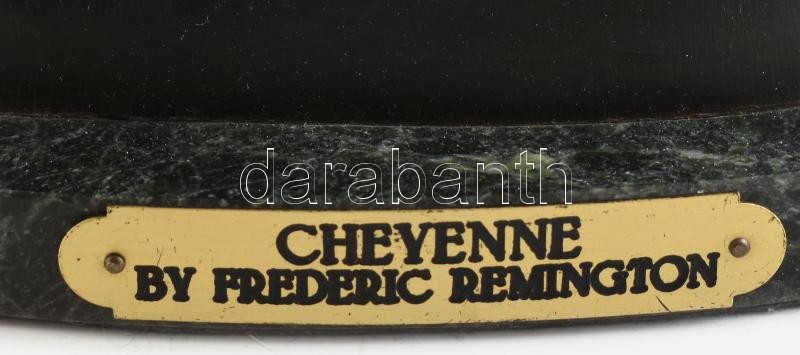 darabanth
CHEYENNE
BY FREDERIC REMINGTON